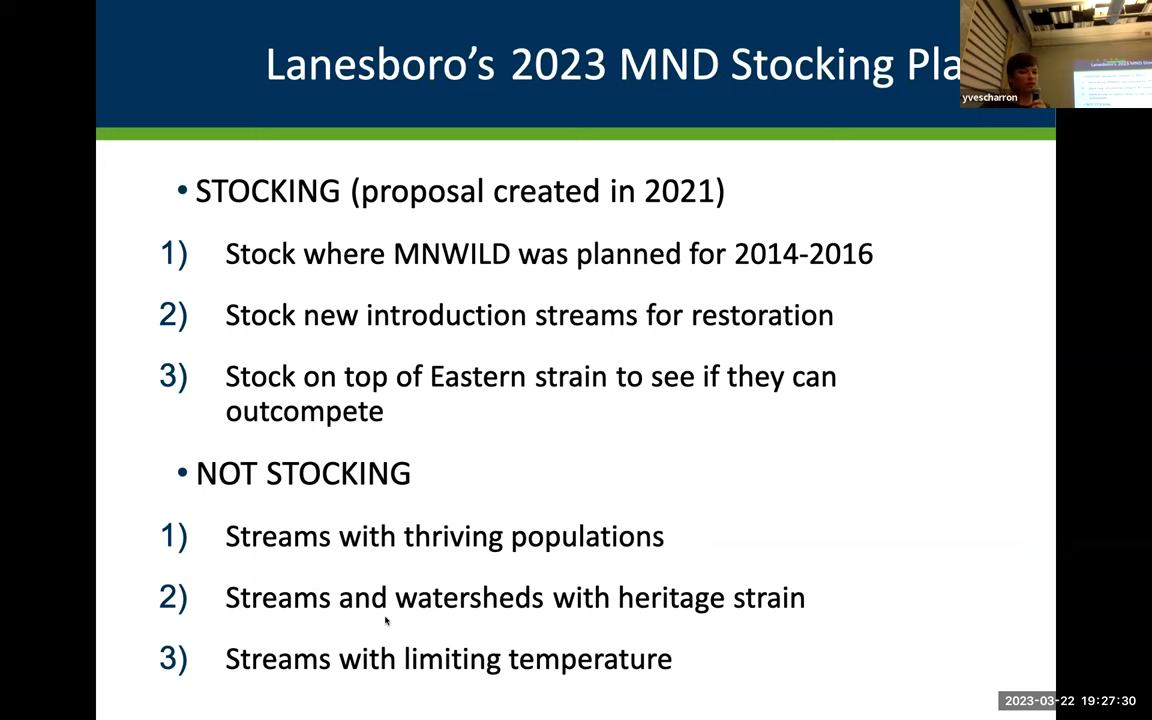 Lanesboro's 2023 MND Stocking Pla
yvescharron
• STOCKING (proposal created in 2021)
1) Stock where MNWILD was planned for 2014-2016
2) Stock new introduction streams for restoration
3) Stock on top of Eastern strain to see if they can
outcompete
• NOT STOCKING
1) Streams with thriving populations
2) Streams and watersheds with heritage strain
3) Streams with limiting temperature
2023-03-22 19:27:30